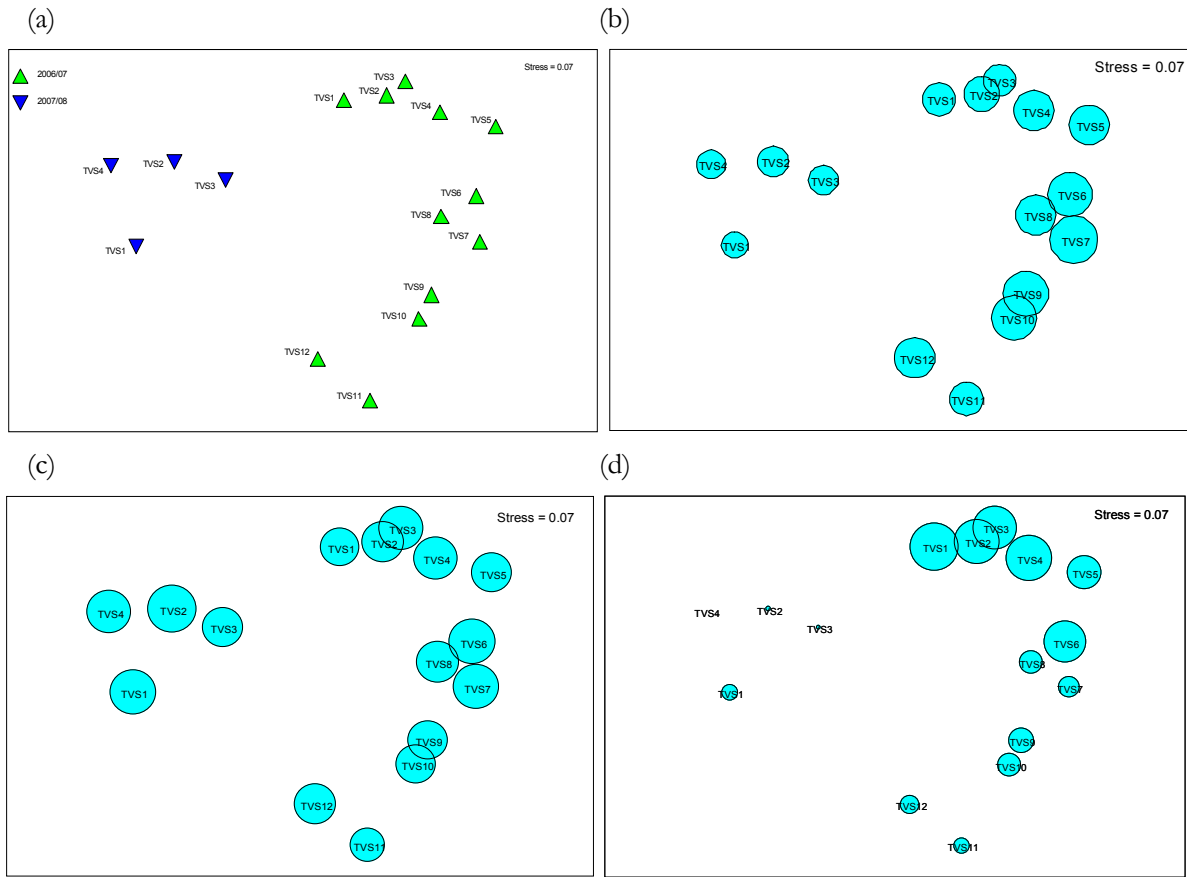 (a)
2006/07
2007/08
Stress = 0.07
TVS3
TVS2
TVS1
TVS4
TVS5
TVS2
TVS4
TVS3
TVS6
TVS8
TVS7
TVS1
TVS9
TVS10
TVS12
TVS11
(b)
Stress = 0.07
TVS3
TVS2
TVS1
TVS4
TVS5
TVS2
TVS4
TVS3
TVS6
TVS8
TVS7
TVS1
TVS9
TVS10
TVS12
TVS11
(c)
Stress = 0.07
TVS3
TVS2
TVS1
TVS4
TVS5
TVS2
TVS4
TVS3
TVS6
TVS8
TVS7
TVS1
TVS9
TVS10
TVS12
TVS11
(d)
Stress = 0.07
TVS3
TVS2
TVS1
TVS4
TVS5
TVS2
TVS4
TVS3
TVS6
TVS8
TVS7
TVS1
TVS9
TVS10
TVS12
TVS11